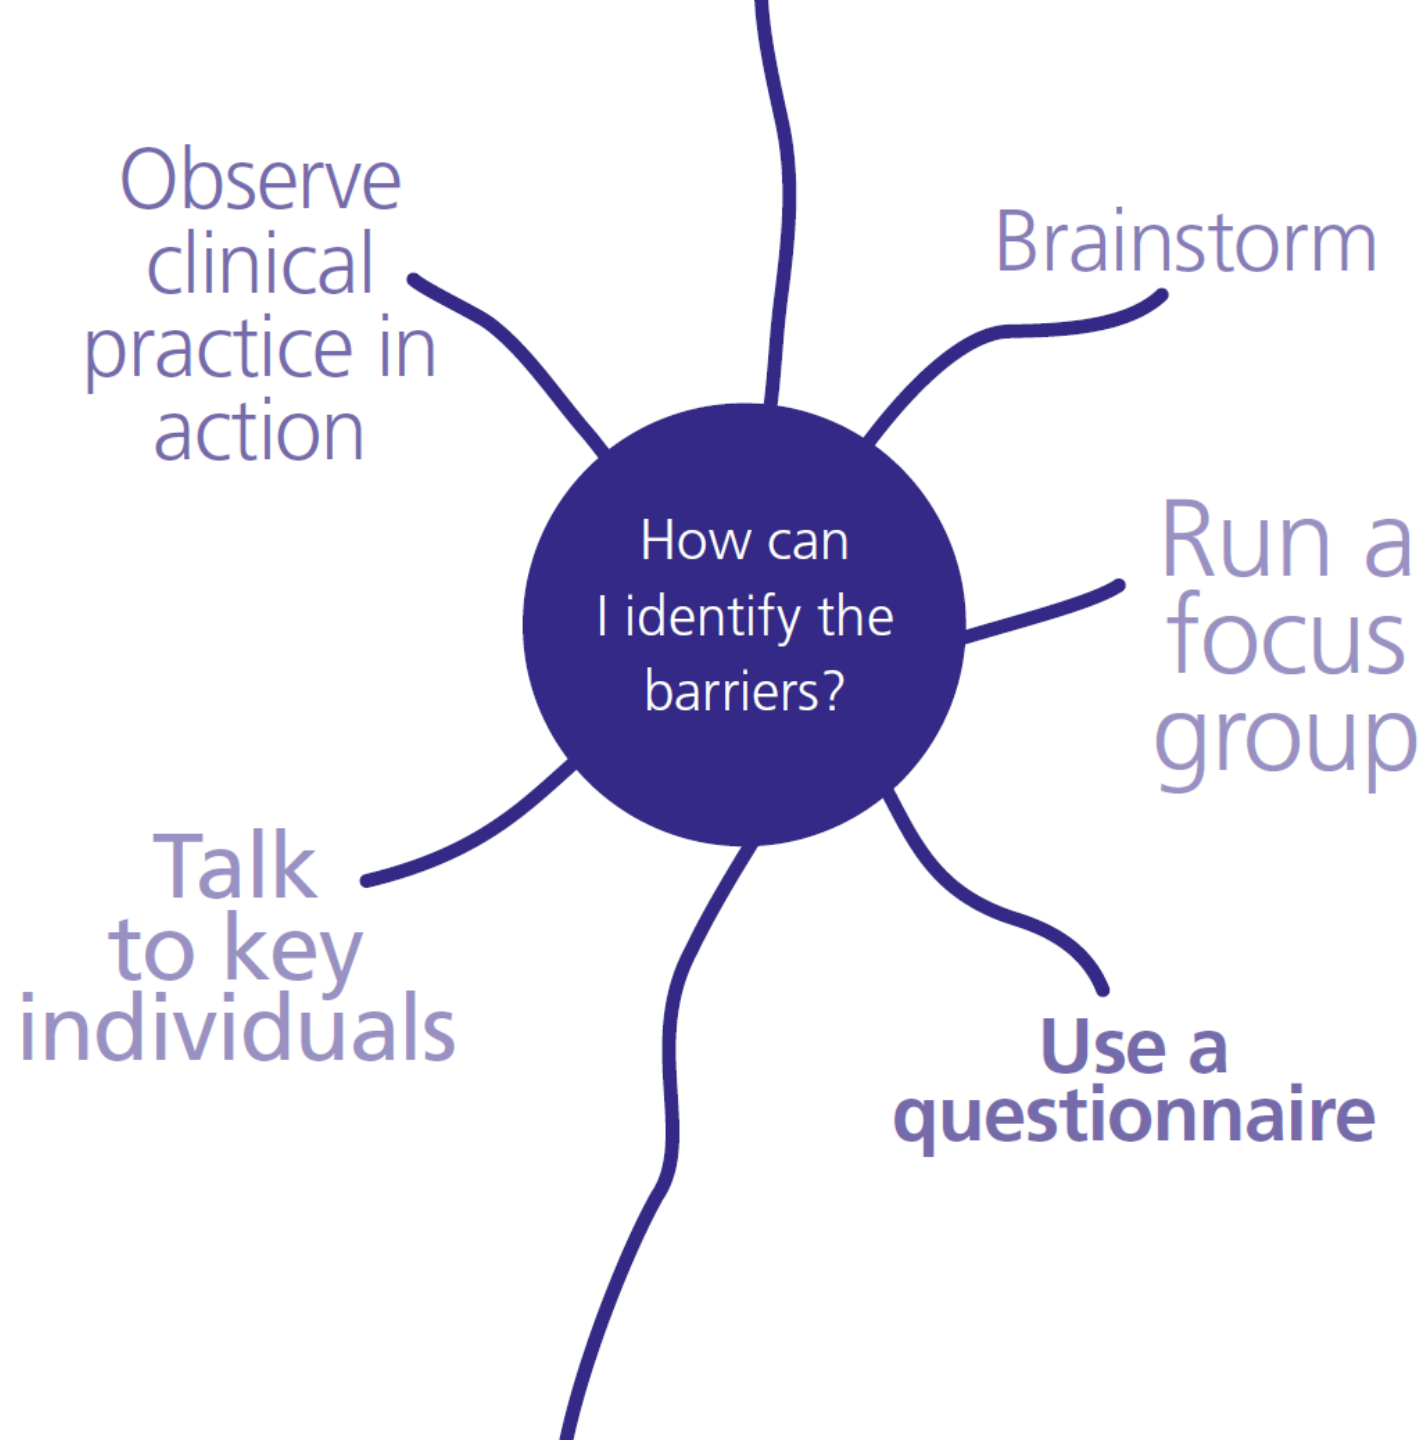 Observe
clinical
practice in
action
Brainstorm
How can
I identify the
barriers?
Run a
focus
group
Talk
to key
individuals
Use a
questionnaire